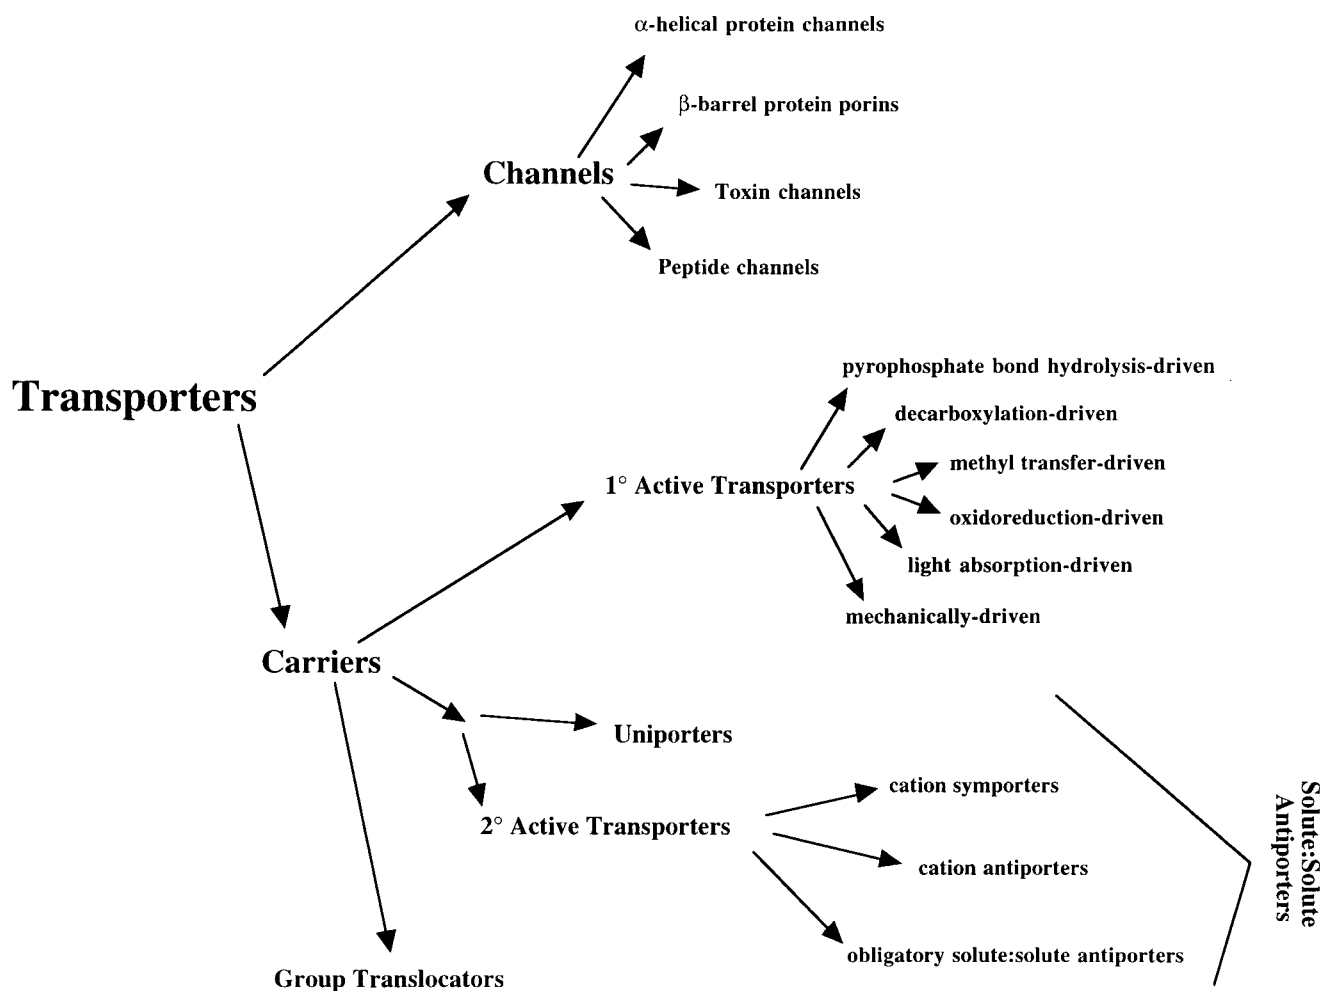 α-helical protein channels
β-barrel protein porins
Channels
Toxin channels
Peptide channels
pyrophosphate bond hydrolysis-driven
Transporters
decarboxylation-driven
methyl transfer-driven
1° Active Transporters
oxidoreduction-driven
light absorption-driven
mechanically-driven
Carriers
Uniporters
cation symporters
2° Active Transporters
cation antiporters
Solute:Solute
Antiporters
obligatory solute:solute antiporters
Group Translocators